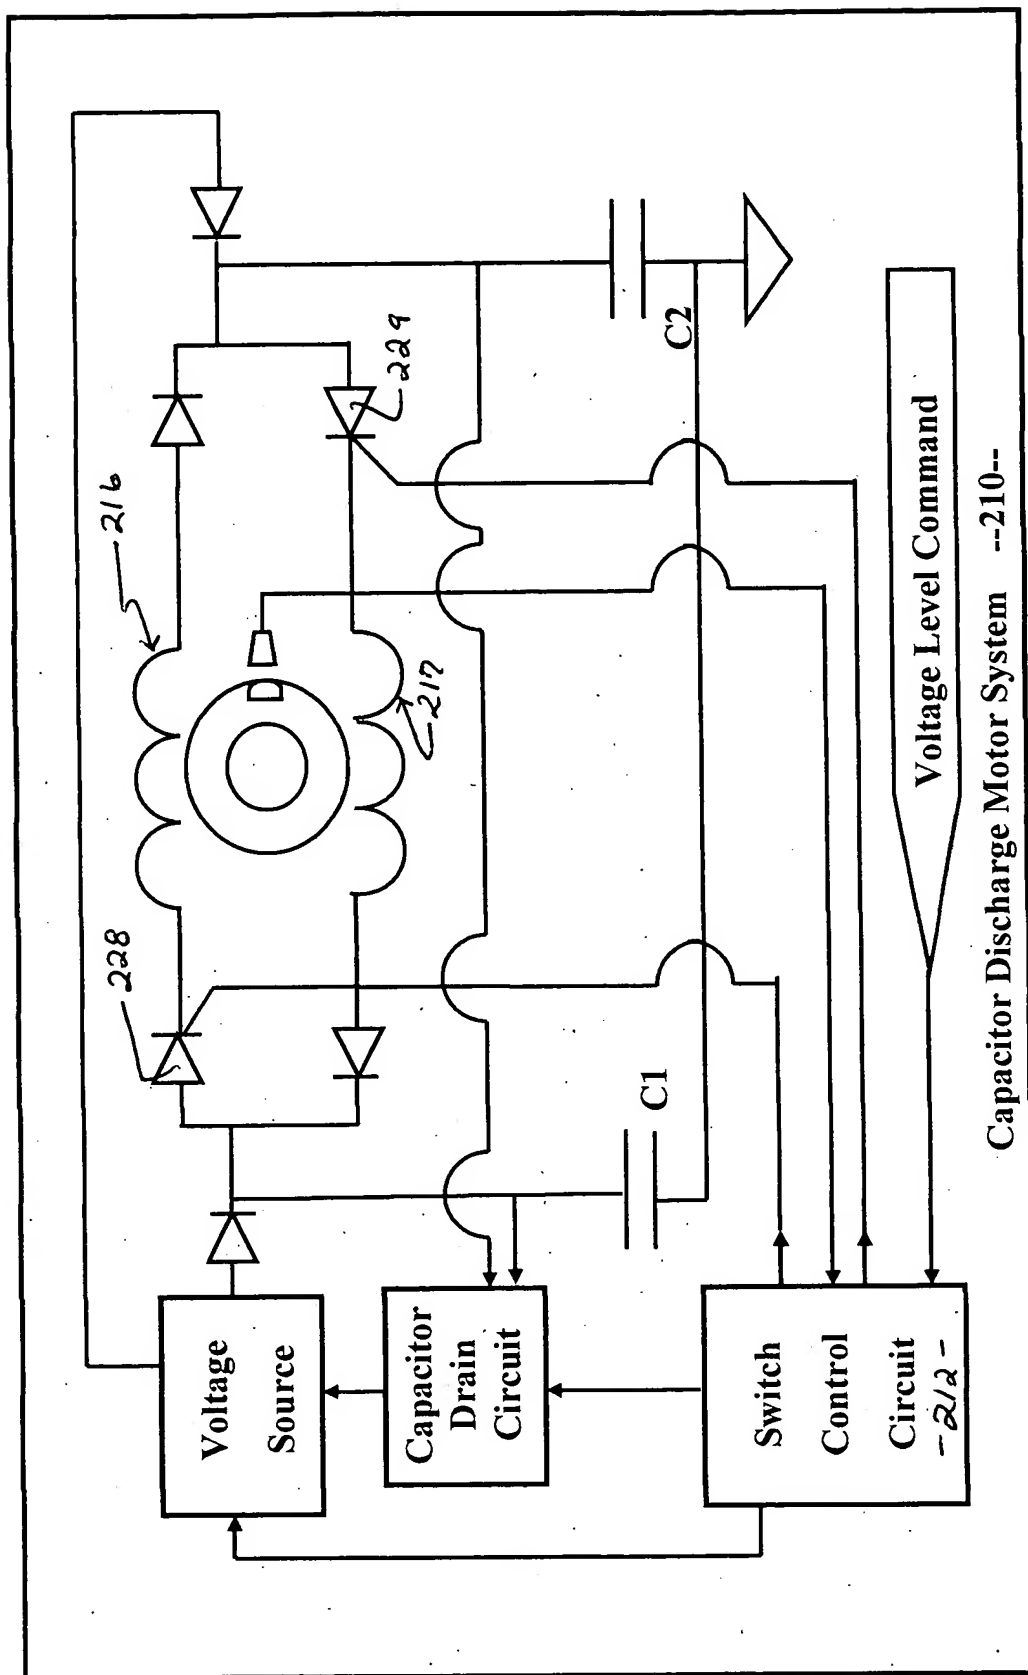 216
228
229
217
Voltage
Source
Capacitor
Drain
Circuit
C1
C2
Switch
Control
Circuit
-212-
Voltage Level Command
Capacitor Discharge Motor System --210--